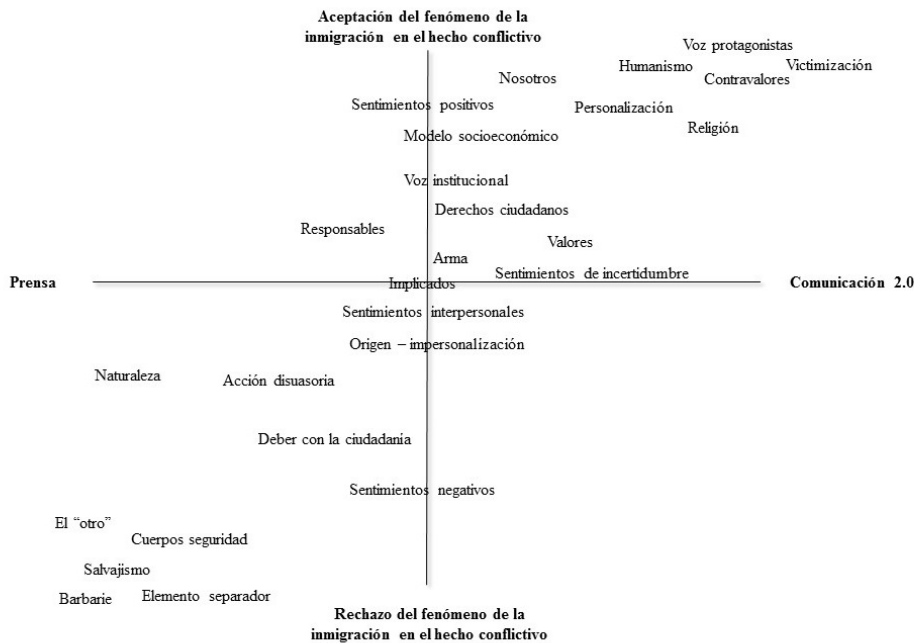 Aceptación del fenómeno de la
inmigración en el hecho conflictivo
Voz protagonistas
Humanismo
Victimización
Nosotros
Contravalores
Sentimientos positivos
Personalización
Religión
Modelo socioeconómico
Voz institucional
Derechos ciudadanos
Responsables
Valores
Arma
Sentimientos de incertidumbre
Prensa
Implicados
Comunicación 2.0
Sentimientos interpersonales
Origen – impersonalización
Naturaleza
Acción disuasoria
Deber con la ciudadanía
Sentimientos negativos
El “otro”
Cuerpos seguridad
Salvajismo
Barbarie
Elemento separador
Rechazo del fenómeno de la
inmigración en el hecho conflictivo